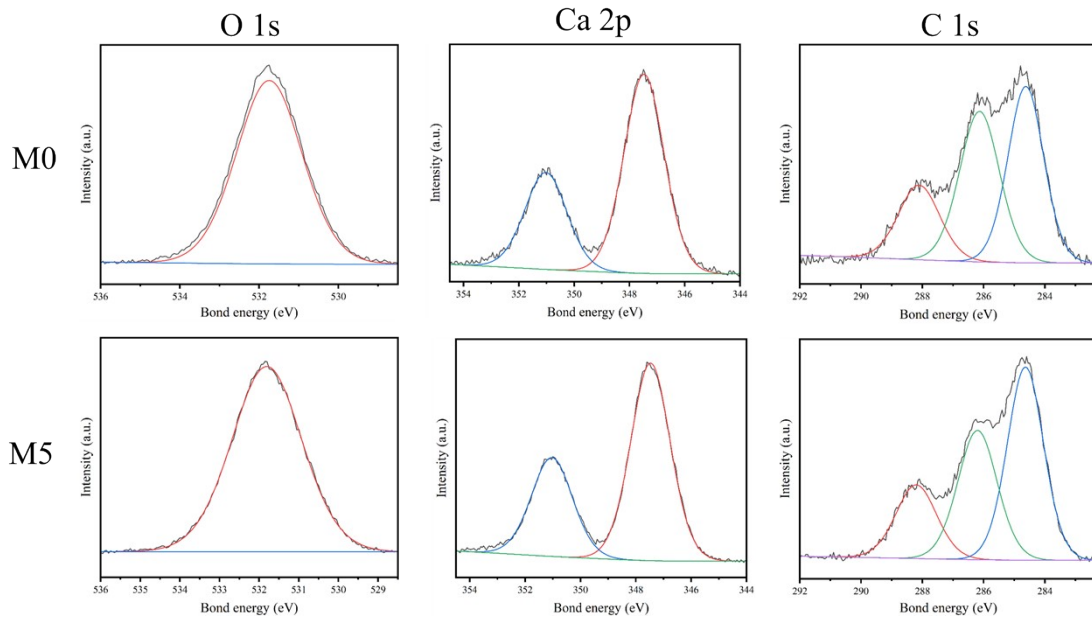 O 1s
Ca 2p
C 1s
M0
Intensity (a.u.)
536
534
532
530
Bond energy (eV)
Intensity (a.u.)
354
352
350
348
346
344
Bond energy (eV)
Intensity (a.u.)
292
290
288
286
284
Bond energy (eV)
M5
Intensity (a.u.)
536
535
534
533
532
531
530
529
Bond energy (eV)
Intensity (a.u.)
354
352
350
348
346
344
Bond energy (eV)
Intensity (a.u.)
292
290
288
286
284
Bond energy (eV)